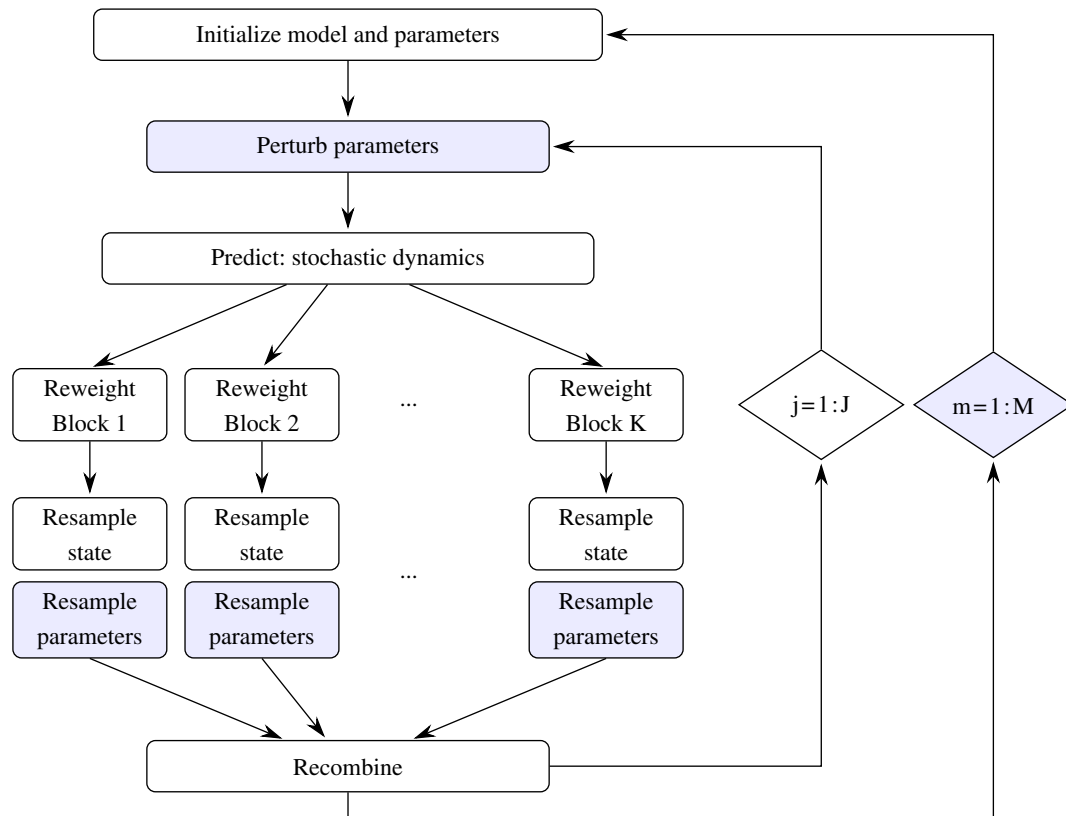 Initialize model and parameters
Perturb parameters
Predict: stochastic dynamics
Reweight
Block 1
Reweight
Block 2
...
Reweight
Block K
j=1:J
m=1:M
Resample
state
Resample
state
Resample
state
...
Resample
parameters
Resample
parameters
Resample
parameters
Recombine